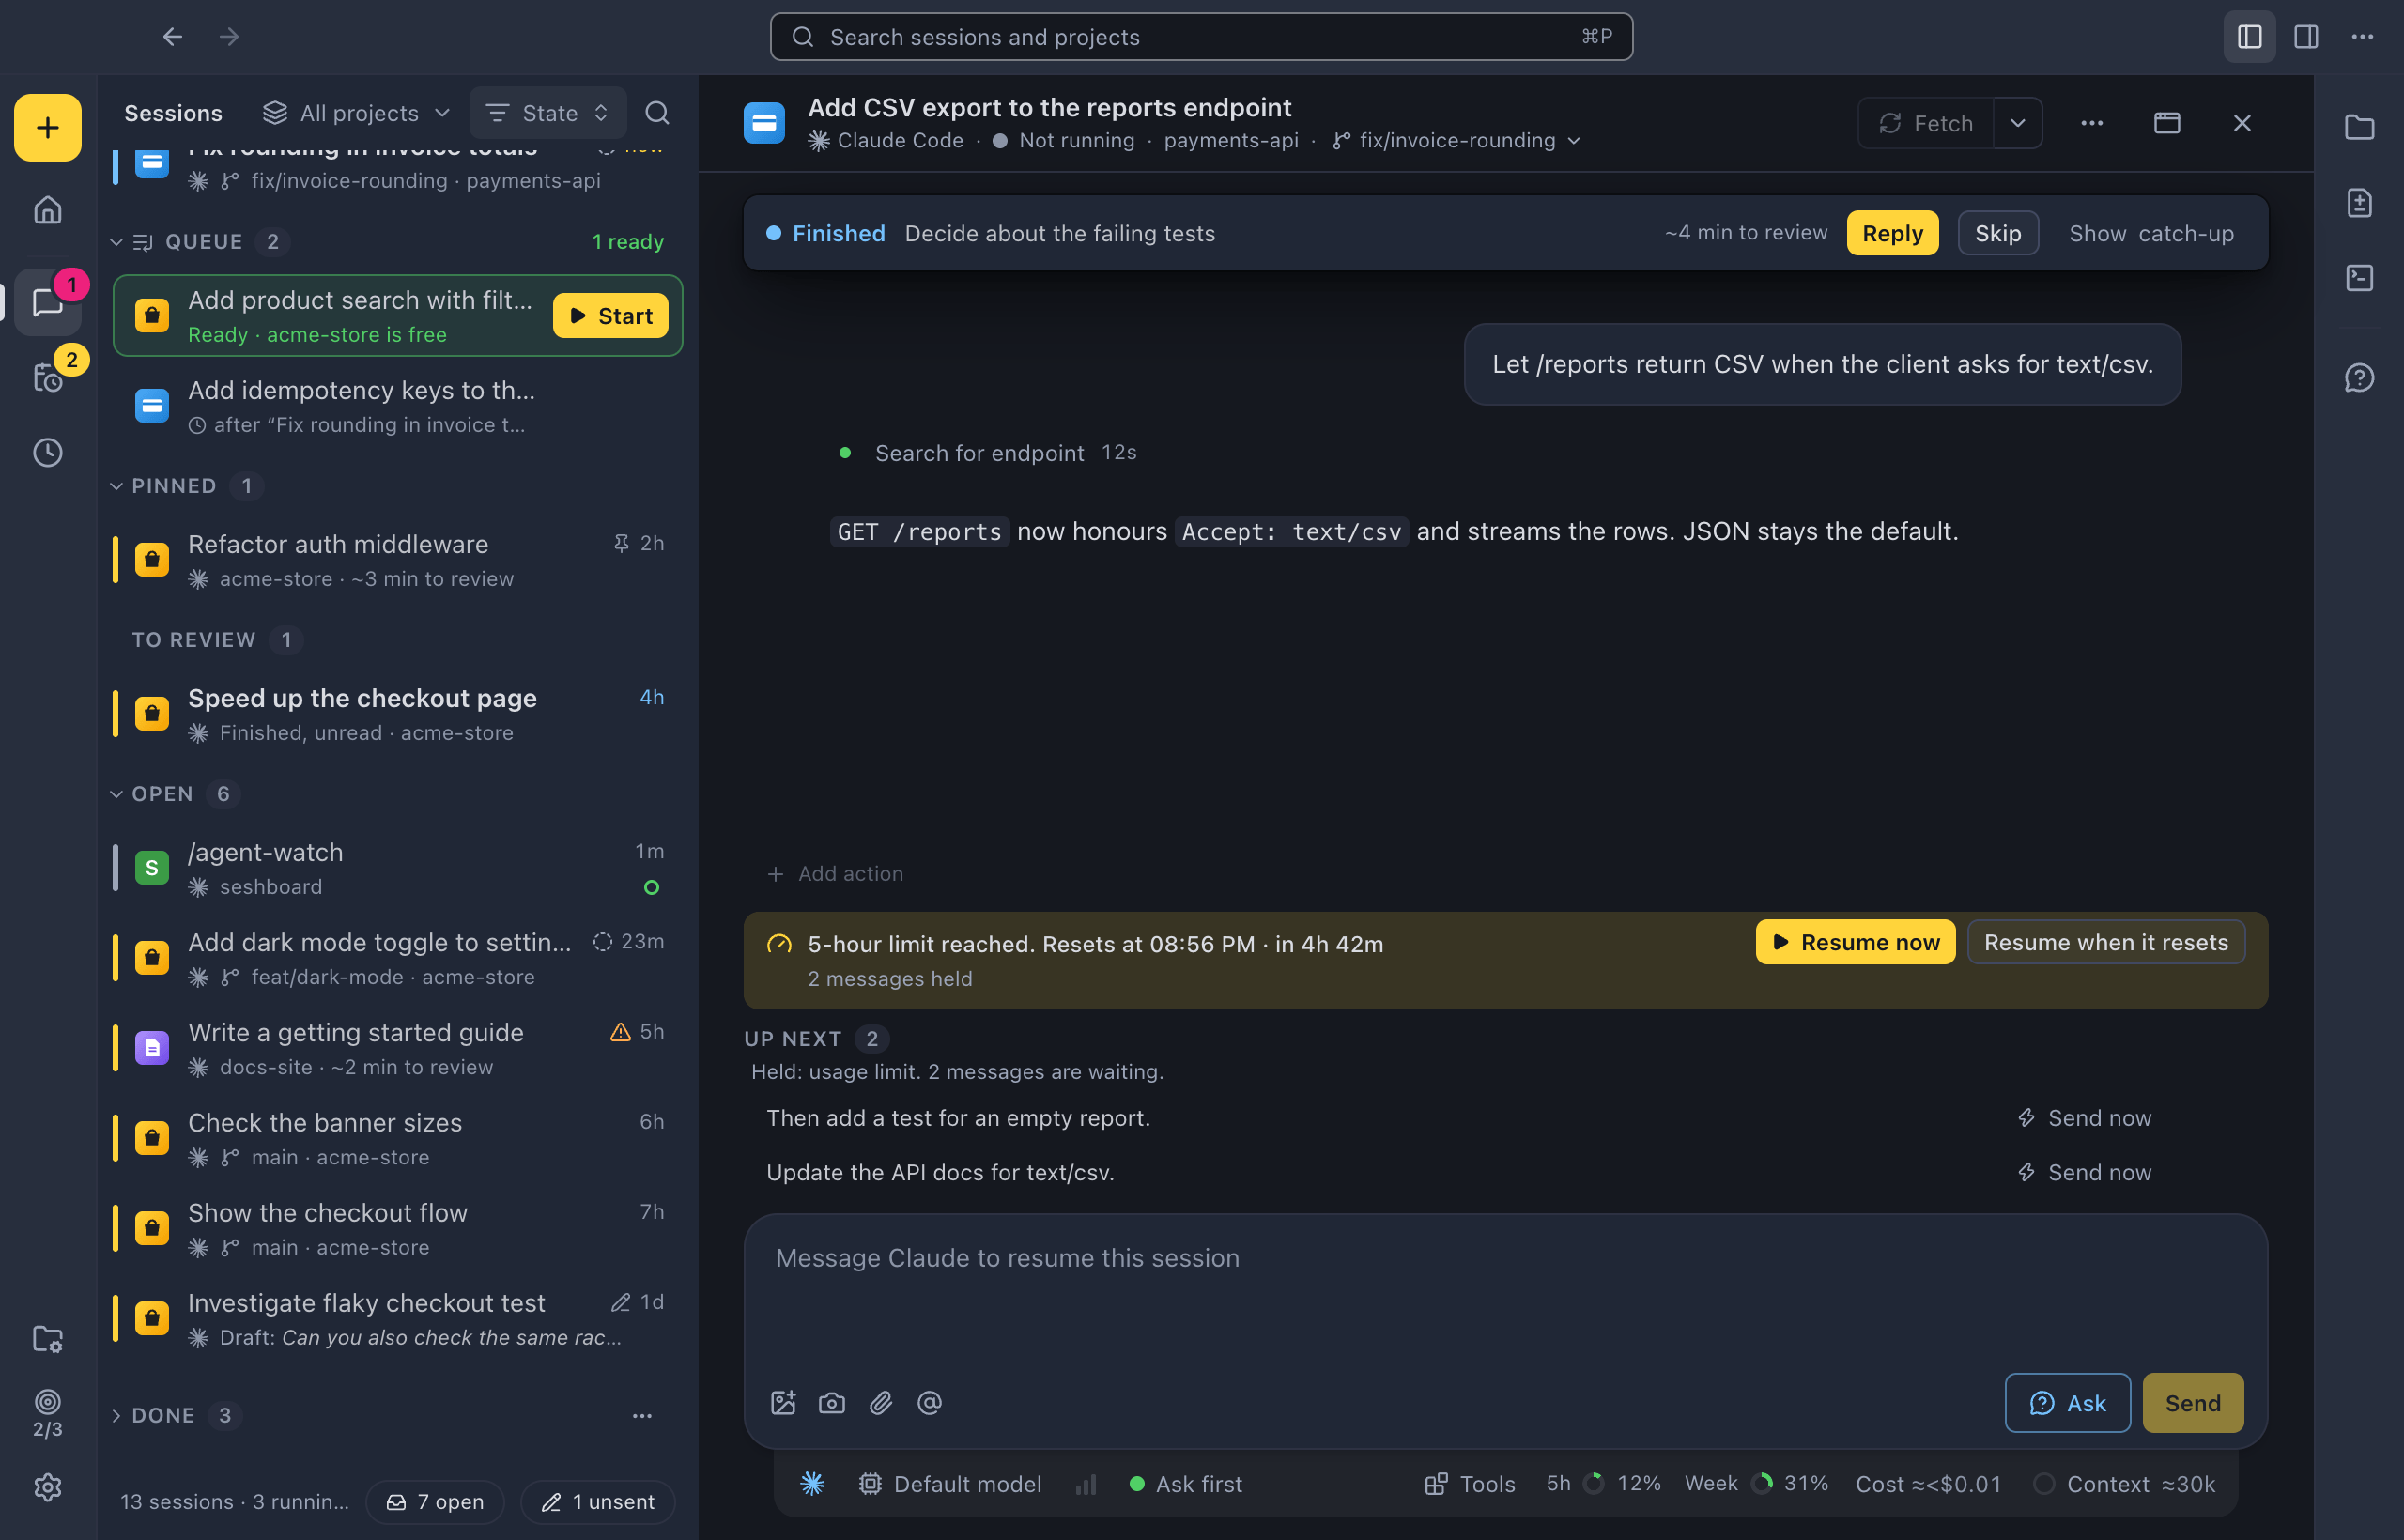 Search sessions and projects ⌘P
Sessions All projects State
Fix rounding in invoice totals now
fix/invoice-rounding · payments-api
QUEUE 2 1 ready
Add product search with filt...
Ready · acme-store is free
Start
Add idempotency keys to th...
after “Fix rounding in invoice t...
PINNED 1
Refactor auth middleware 2h
acme-store · ~3 min to review
TO REVIEW 1
Speed up the checkout page 4h
Finished, unread · acme-store
OPEN 6
S
/agent-watch 1m
seshboard
Add dark mode toggle to settin... 23m
feat/dark-mode · acme-store
Write a getting started guide 5h
docs-site · ~2 min to review
Check the banner sizes 6h
main · acme-store
Show the checkout flow 7h
main · acme-store
Investigate flaky checkout test 1d
Draft: Can you also check the same rac...
DONE 3
13 sessions · 3 runnin... 7 open 1 unsent
1
2
2/3
Add CSV export to the reports endpoint
Claude Code · Not running · payments-api · fix/invoice-rounding
Fetch
Finished Decide about the failing tests ~4 min to review Reply Skip Show catch-up
Let /reports return CSV when the client asks for text/csv.
Search for endpoint 12s
GET /reports now honours Accept: text/csv and streams the rows. JSON stays the default.
Add action
5-hour limit reached. Resets at 08:56 PM · in 4h 42m
2 messages held
Resume now Resume when it resets
UP NEXT 2
Held: usage limit. 2 messages are waiting.
Then add a test for an empty report. Send now
Update the API docs for text/csv. Send now
Message Claude to resume this session
Ask Send
Default model Ask first Tools 5h 12% Week 31% Cost ≈<$0.01 Context ≈30k